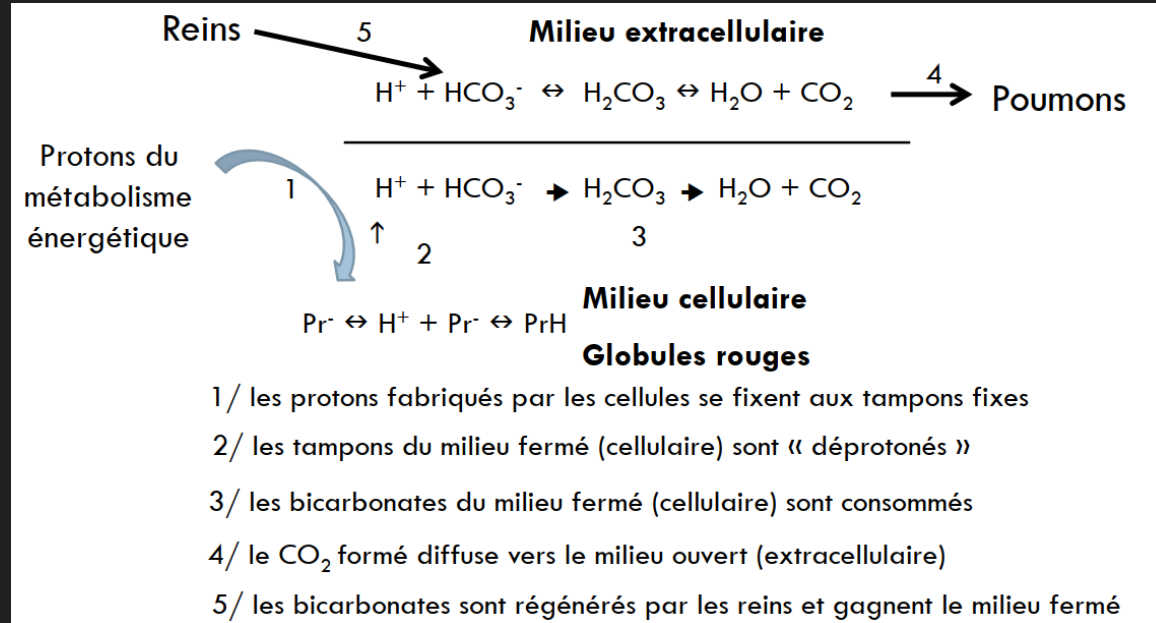 Reins 5 Milieu extracellulaire
H⁺ + HCO₃⁻ ↔ H₂CO₃ ↔ H₂O + CO₂ 4 Poumons
Protons du
métabolisme
énergétique
1 H⁺ + HCO₃⁻ → H₂CO₃ → H₂O + CO₂
↑ 2 3
Milieu cellulaire
Pr⁻ ↔ H⁺ + Pr⁻ ↔ PrH
Globules rouges
1/ les protons fabriqués par les cellules se fixent aux tampons fixes
2/ les tampons du milieu fermé (cellulaire) sont « déprotonés »
3/ les bicarbonates du milieu fermé (cellulaire) sont consommés
4/ le CO₂ formé diffuse vers le milieu ouvert (extracellulaire)
5/ les bicarbonates sont régénérés par les reins et gagnent le milieu fermé